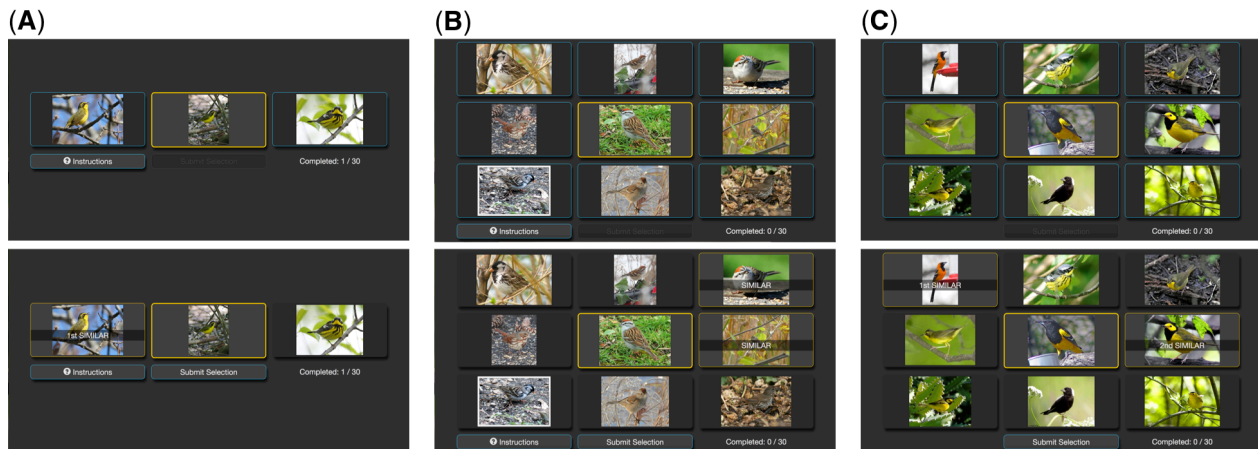 (A)
Instructions
Submit Selection
Completed: 1 / 30
1st SIMILAR
Instructions
Submit Selection
Completed: 1 / 30
(B)
Instructions
Submit Selection
Completed: 0 / 30
SIMILAR
SIMILAR
Instructions
Submit Selection
Completed: 0 / 30
(C)
Submit Selection
Completed: 0 / 30
1st SIMILAR
2nd SIMILAR
Submit Selection
Completed: 0 / 30